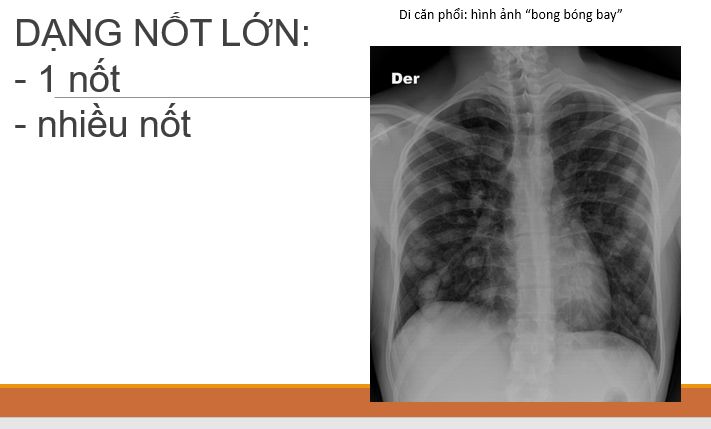 DẠNG NỐT LỚN:
- 1 nốt
- nhiều nốt
Di căn phổi: hình ảnh “bong bóng bay”
Der